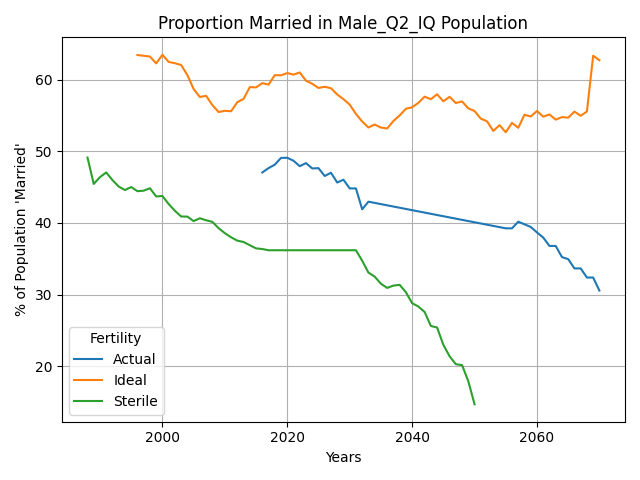 Proportion Married in Male_Q2_IQ Population
% of Population 'Married'
60
50
40
30
20
Fertility
Actual
Ideal
Sterile
2000
2020
2040
2060
Years